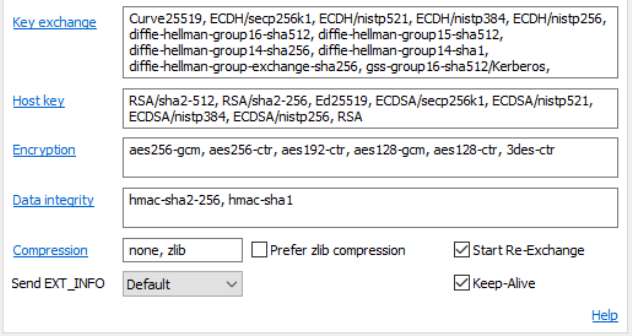 Key exchange
Curve25519, ECDH/secp256k1, ECDH/nistp521, ECDH/nistp384, ECDH/nistp256,
diffie-hellman-group16-sha512, diffie-hellman-group15-sha512,
diffie-hellman-group14-sha256, diffie-hellman-group14-sha1,
diffie-hellman-group-exchange-sha256, gss-group16-sha512/Kerberos,
Host key
RSA/sha2-512, RSA/sha2-256, Ed25519, ECDSA/secp256k1, ECDSA/nistp521,
ECDSA/nistp384, ECDSA/nistp256, RSA
Encryption
aes256-gcm, aes256-ctr, aes192-ctr, aes128-gcm, aes128-ctr, 3des-ctr
Data integrity
hmac-sha2-256, hmac-sha1
Compression
none, zlib
Prefer zlib compression
Start Re-Exchange
Send EXT_INFO
Default
Keep-Alive
Help